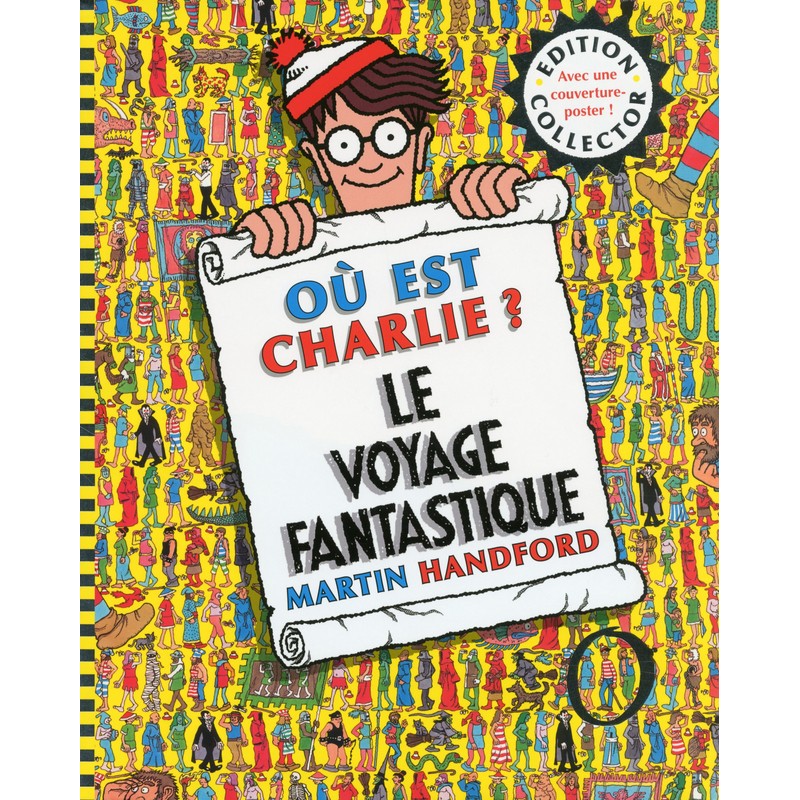 EDITION
Avec une
couverture-
poster !
COLLECTOR
OÙ EST
CHARLIE ?
LE
VOYAGE
FANTASTIQUE
MARTIN HANDFORD
O